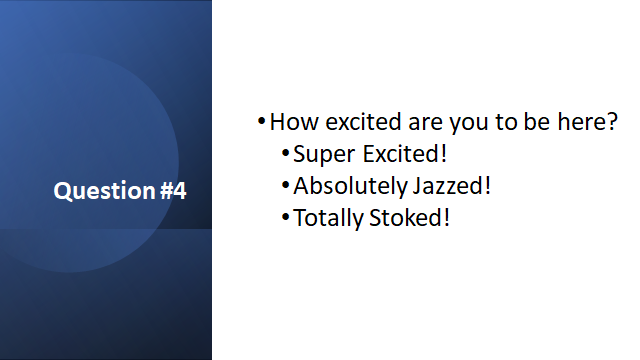 Question #4
•How excited are you to be here?
•Super Excited!
•Absolutely Jazzed!
•Totally Stoked!